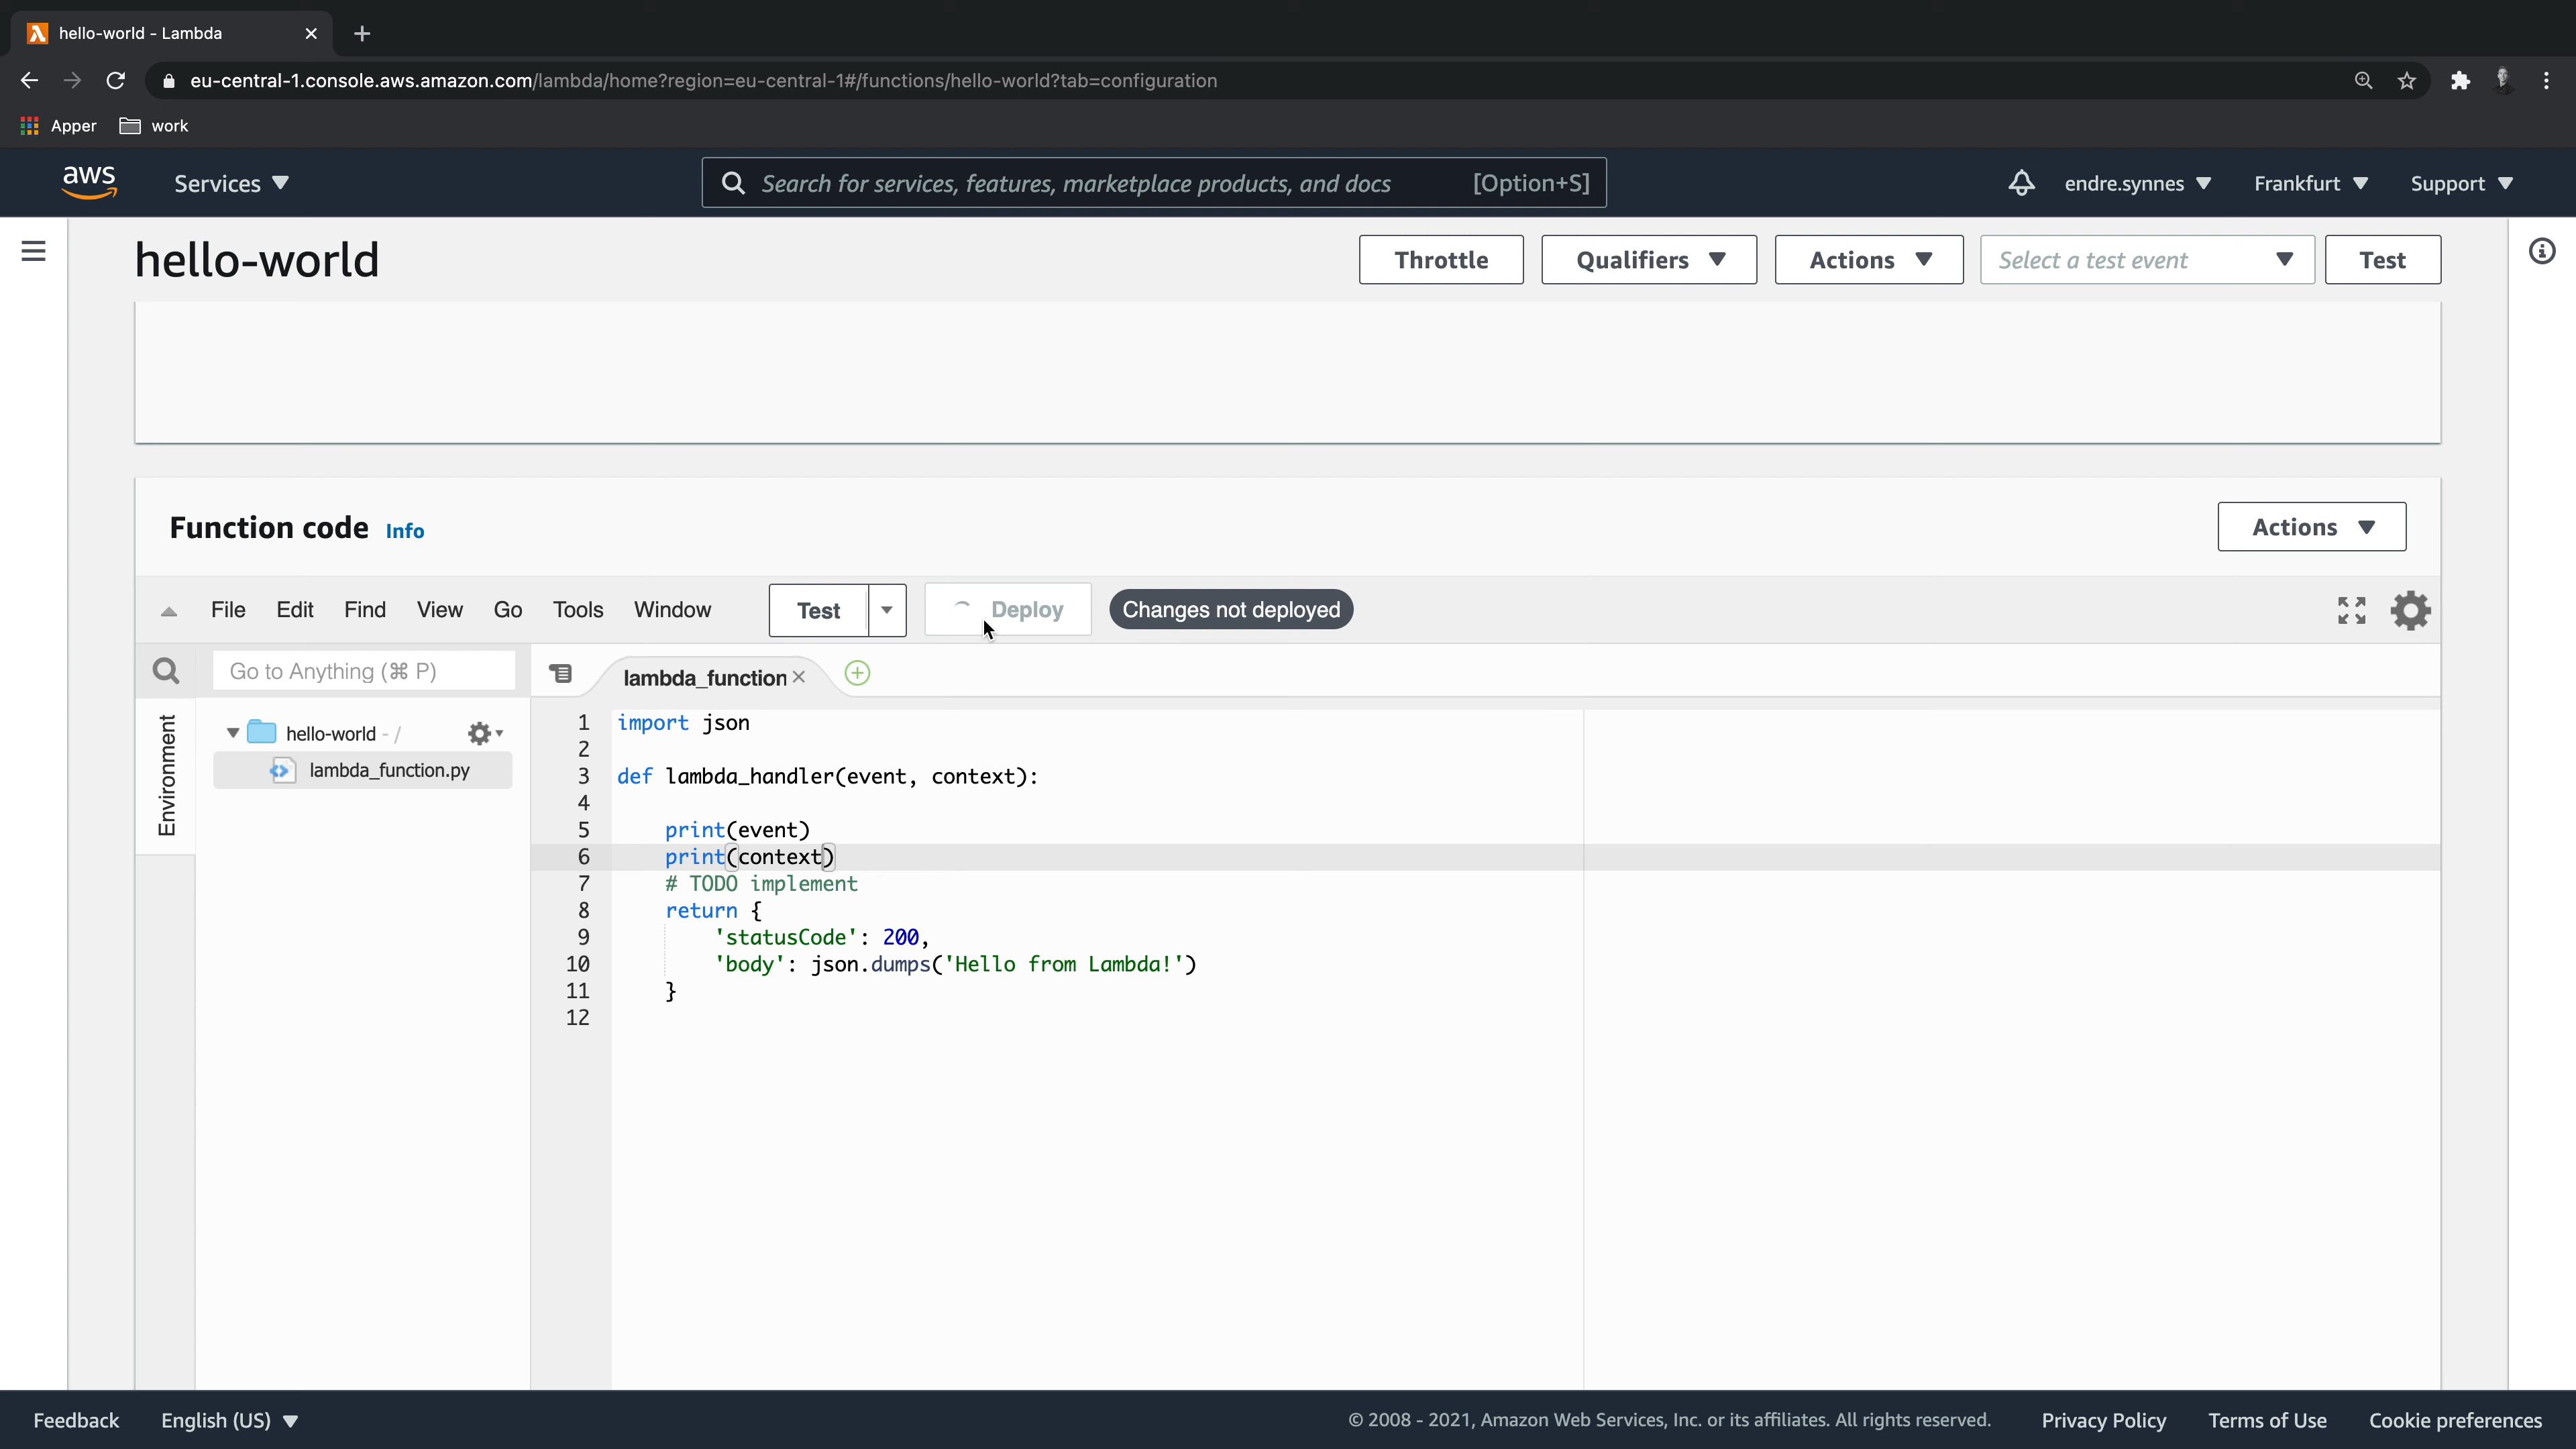 hello-world - Lambda
eu-central-1.console.aws.amazon.com/lambda/home?region=eu-central-1#/functions/hello-world?tab=configuration
Apper work
aws Services Search for services, features, marketplace products, and docs [Option+S] endre.synnes Frankfurt Support
hello-world Throttle Qualifiers Actions Select a test event Test
Function code Info Actions
File Edit Find View Go Tools Window Test Deploy Changes not deployed
Go to Anything (⌘ P) lambda_function
Environment
hello-world - /
lambda_function.py
1 import json
2
3 def lambda_handler(event, context):
4
5 print(event)
6 print(context)
7 # TODO implement
8 return {
9 'statusCode': 200,
10 'body': json.dumps('Hello from Lambda!')
11 }
12
Feedback English (US) © 2008 - 2021, Amazon Web Services, Inc. or its affiliates. All rights reserved. Privacy Policy Terms of Use Cookie preferences